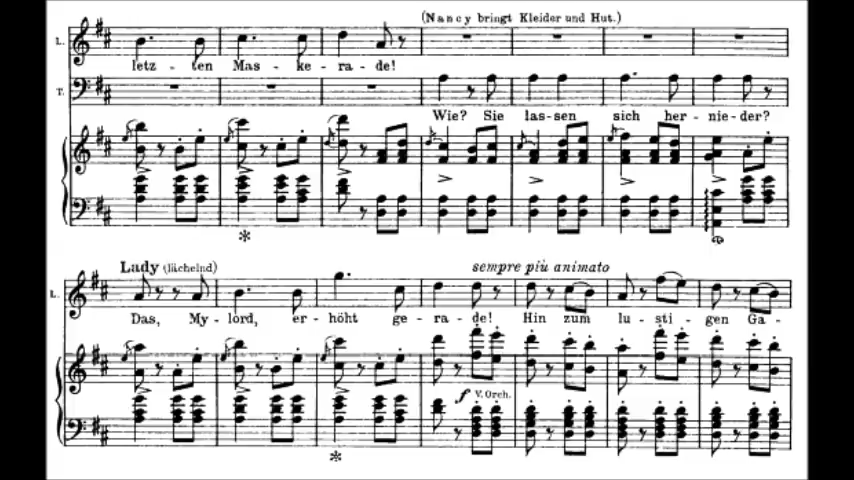 (Nancy bringt Kleider und Hut.)
L.
letz - ten Mas - ke - ra - de!
T.
Wie? Sie las - sen sich her - nie - der?
Lady (lächelnd)
sempre più animato
L.
Das, My - lord, er - höht ge - ra - de! Hin zum lu - sti - gen Ga -
f V. Orch.